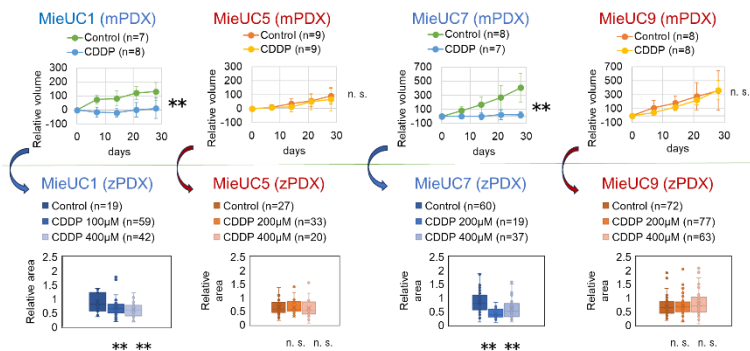 MieUC1 (mPDX)
Control (n=7)
CDDP (n=8)
Relative volume
300
200
100
0
-100
0 10 20 30
days
**
MieUC5 (mPDX)
Control (n=9)
CDDP (n=9)
Relative volume
300
200
100
0
-100
0 10 20 30
days
n. s.
MieUC7 (mPDX)
Control (n=8)
CDDP (n=7)
Relative volume
700
500
300
100
-100
0 10 20 30
days
**
MieUC9 (mPDX)
Control (n=8)
CDDP (n=8)
Relative volume
700
500
300
100
-100
0 10 20 30
days
n. s.
MieUC1 (zPDX)
Control (n=19)
CDDP 100μM (n=59)
CDDP 400μM (n=42)
Relative area
2.5
2
1.5
1
0.5
0
** **
MieUC5 (zPDX)
Control (n=27)
CDDP 200μM (n=33)
CDDP 400μM (n=20)
Relative
area
2.5
2
1.5
1
0.5
0
n. s. n. s.
MieUC7 (zPDX)
Control (n=60)
CDDP 200μM (n=19)
CDDP 400μM (n=37)
Relative
area
2.5
2
1.5
1
0.5
0
** **
MieUC9 (zPDX)
Control (n=72)
CDDP 200μM (n=77)
CDDP 400μM (n=63)
Relative
area
2.5
2
1.5
1
0.5
0
n. s. n. s.